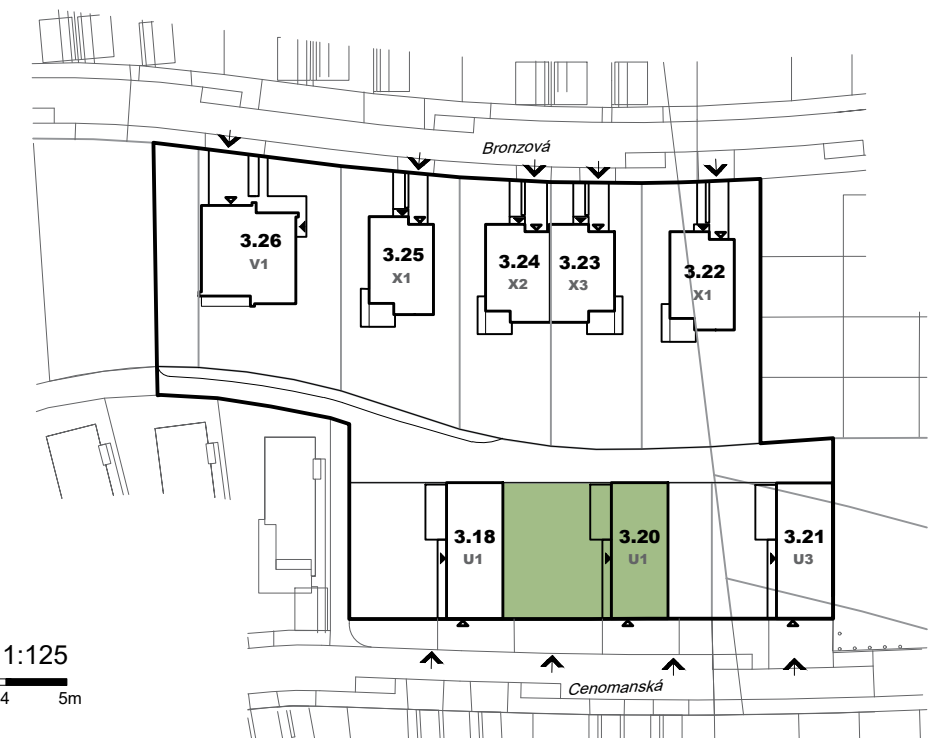 Bronzová
3.26
V1
3.25
X1
3.24
X2
3.23
X3
3.22
X1
3.18
U1
3.20
U1
3.21
U3
1:125
4 5m
Cenomanská